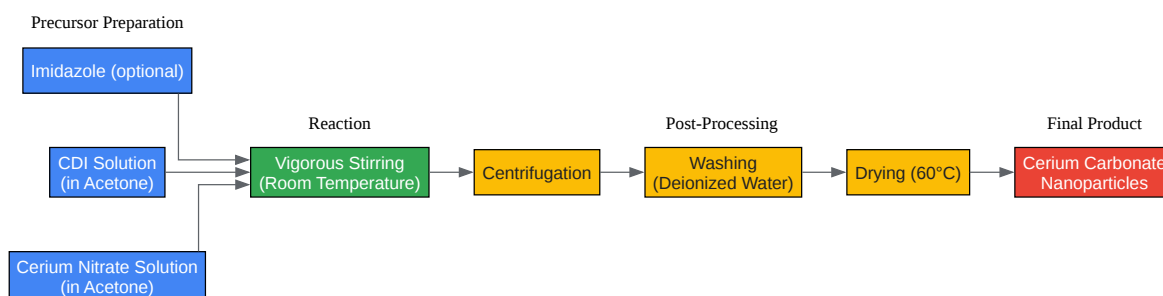 Precursor Preparation
Imidazole (optional)
Reaction
Post-Processing
Final Product
CDI Solution
(in Acetone)
Vigorous Stirring
(Room Temperature)
Centrifugation
Washing
(Deionized Water)
Drying (60°C)
Cerium Carbonate
Nanoparticles
Cerium Nitrate Solution
(in Acetone)